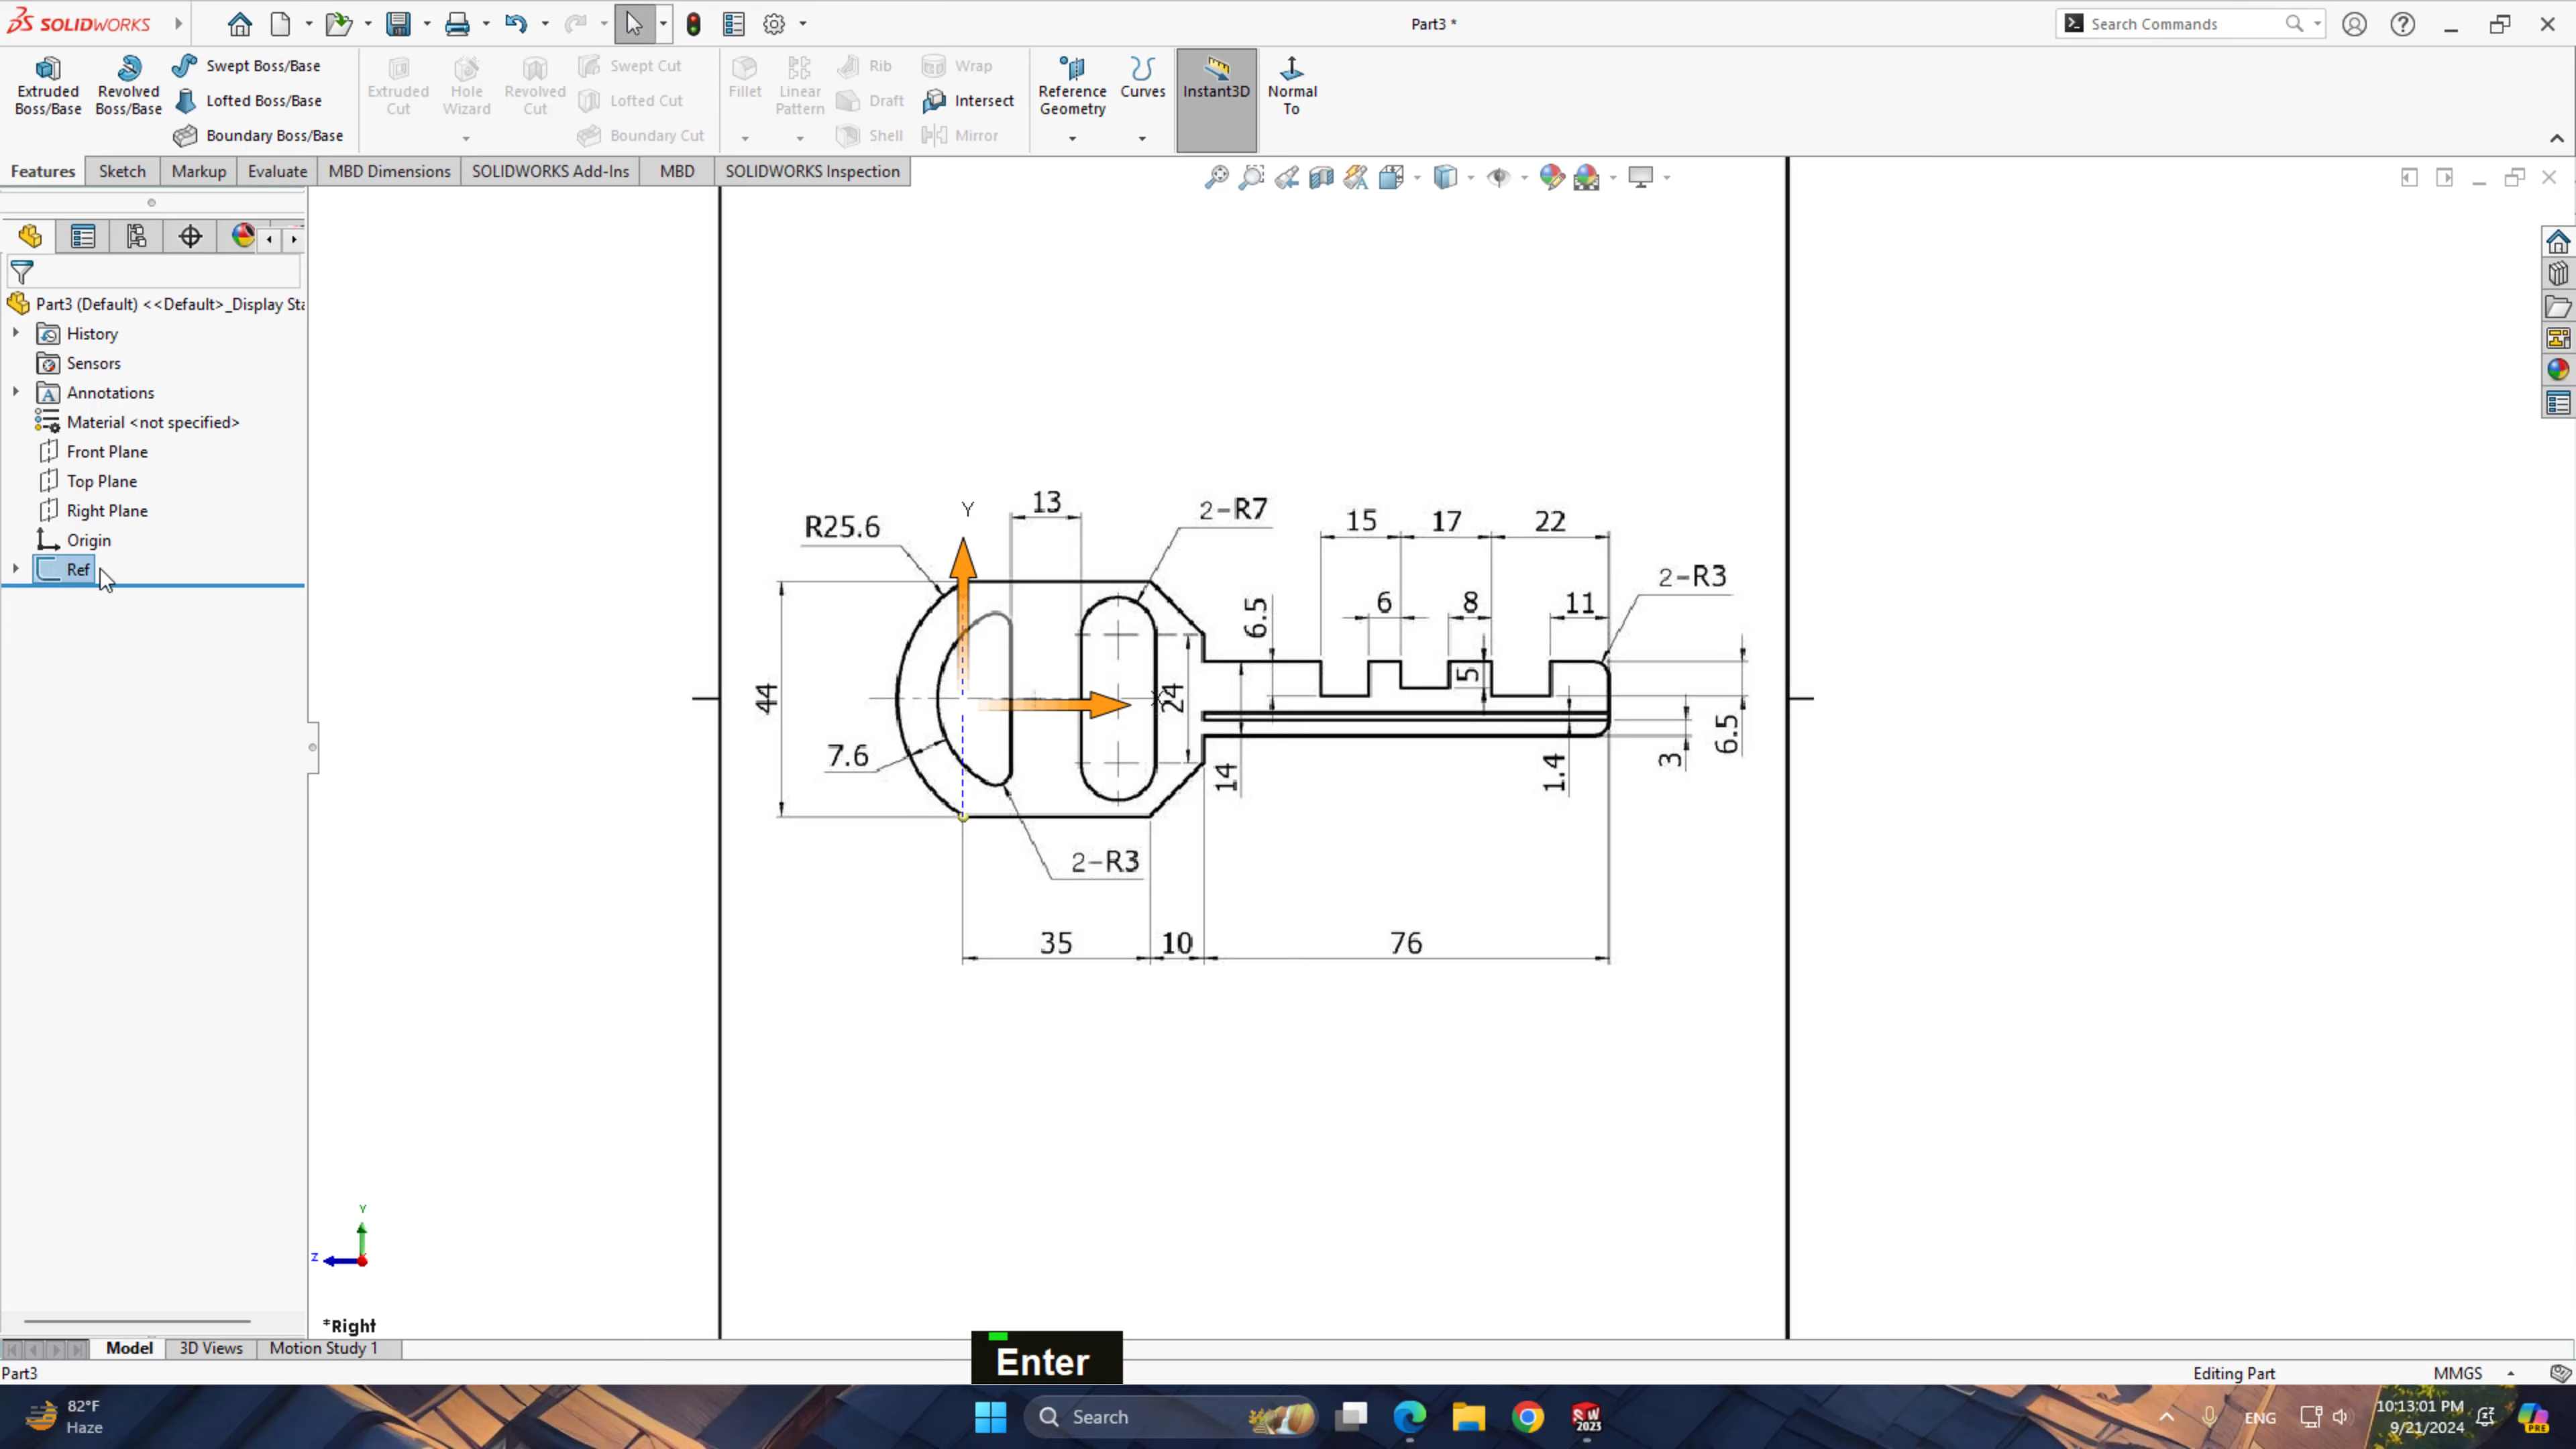 SOLIDWORKS
Part3 *
Search Commands
Extruded Boss/Base
Revolved Boss/Base
Swept Boss/Base
Lofted Boss/Base
Boundary Boss/Base
Extruded Cut
Hole Wizard
Revolved Cut
Swept Cut
Lofted Cut
Boundary Cut
Fillet
Linear Pattern
Rib
Draft
Shell
Wrap
Intersect
Mirror
Reference Geometry
Curves
Instant3D
Normal To
Features
Sketch
Markup
Evaluate
MBD Dimensions
SOLIDWORKS Add-Ins
MBD
SOLIDWORKS Inspection
Part3 (Default) <<Default>_Display Sta
History
Sensors
Annotations
Material <not specified>
Front Plane
Top Plane
Right Plane
Origin
Ref
Y
13
2-R7
R25.6
15
17
22
2-R3
6.5
6
8
11
5
44
24
7.6
14
1.4
3
6.5
2-R3
35
10
76
Y
Z
*Right
Enter
Model
3D Views
Motion Study 1
Part3
Editing Part
MMGS
82°F
Haze
Search
SW
2023
ENG
10:13:01 PM
9/21/2024
PRE